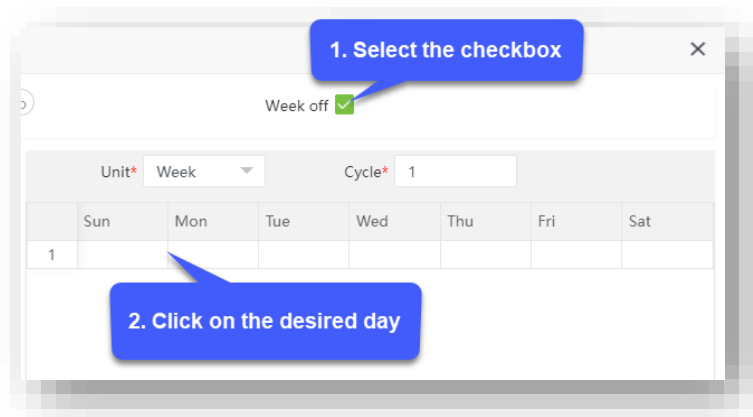 1. Select the checkbox
Week off
Unit* Week Cycle* 1
Sun Mon Tue Wed Thu Fri Sat
1
2. Click on the desired day